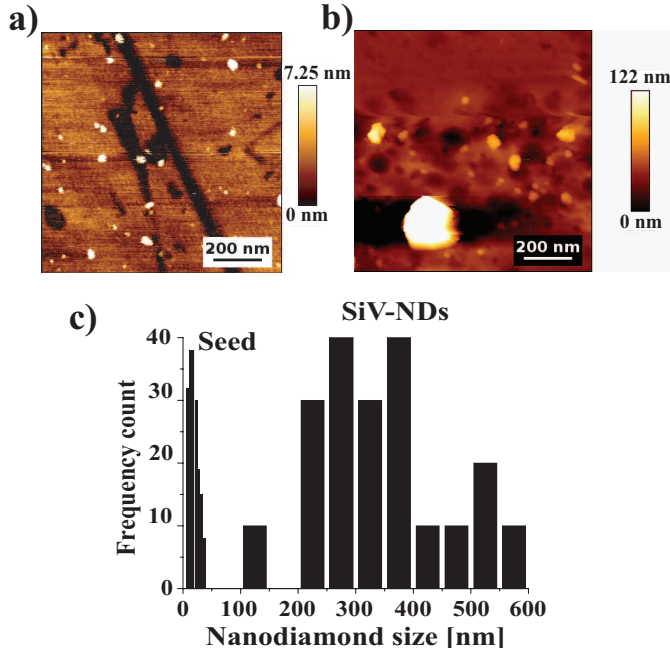 a)
7.25 nm
0 nm
200 nm
b)
122 nm
0 nm
200 nm
c)
SiV-NDs
Seed
Frequency count
40
30
20
10
0
0 100 200 300 400 500 600
Nanodiamond size [nm]